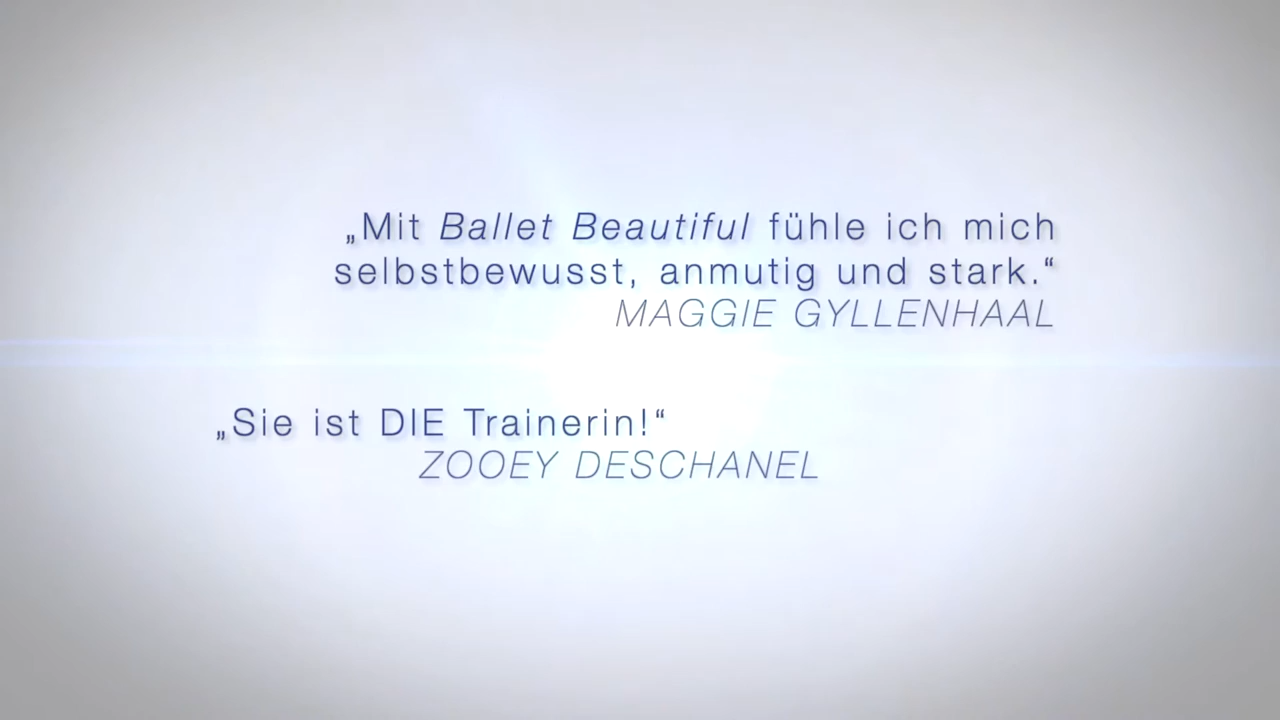 „Mit Ballet Beautiful fühle ich mich
selbstbewusst, anmutig und stark.“
MAGGIE GYLLENHAAL
„Sie ist DIE Trainerin!“
ZOOEY DESCHANEL